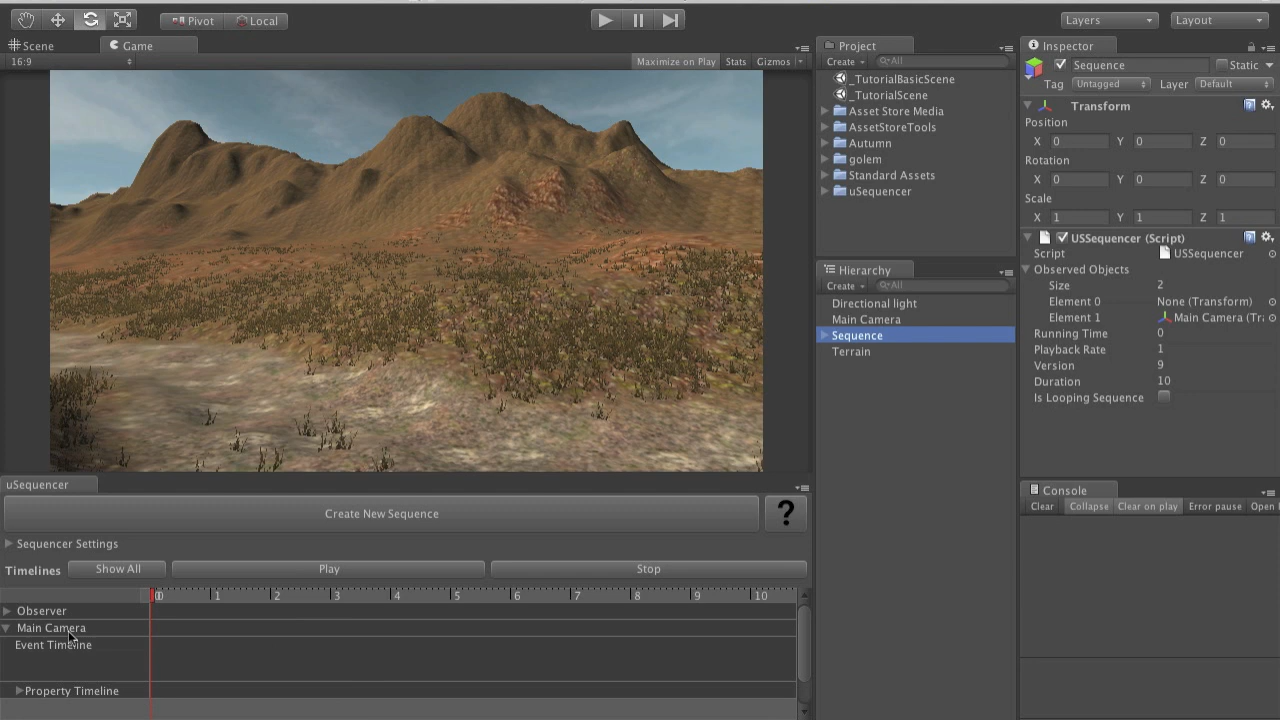 Pivot Local Layers Layout
Scene Game
16:9 Maximize on Play Stats Gizmos
Create New Sequence
uSequencer
?
Sequencer Settings
Timelines Show All Play Stop
0 1 2 3 4 5 6 7 8 9 10
Observer
Main Camera
Event Timeline
Property Timeline
Project
Create All
_TutorialBasicScene
_TutorialScene
Asset Store Media
AssetStoreTools
Autumn
golem
Standard Assets
uSequencer
Hierarchy
Create All
Directional light
Main Camera
Sequence
Terrain
Inspector
Sequence Static
Tag Untagged Layer Default
Transform
Position
X 0 Y 0 Z 0
Rotation
X 0 Y 0 Z 0
Scale
X 1 Y 1 Z 1
USSequencer (Script)
Script USSequencer
Observed Objects
Size 2
Element 0 None (Transform)
Element 1 Main Camera (Tra
Running Time 0
Playback Rate 1
Version 9
Duration 10
Is Looping Sequence
Console
Clear Collapse Clear on play Error pause Open